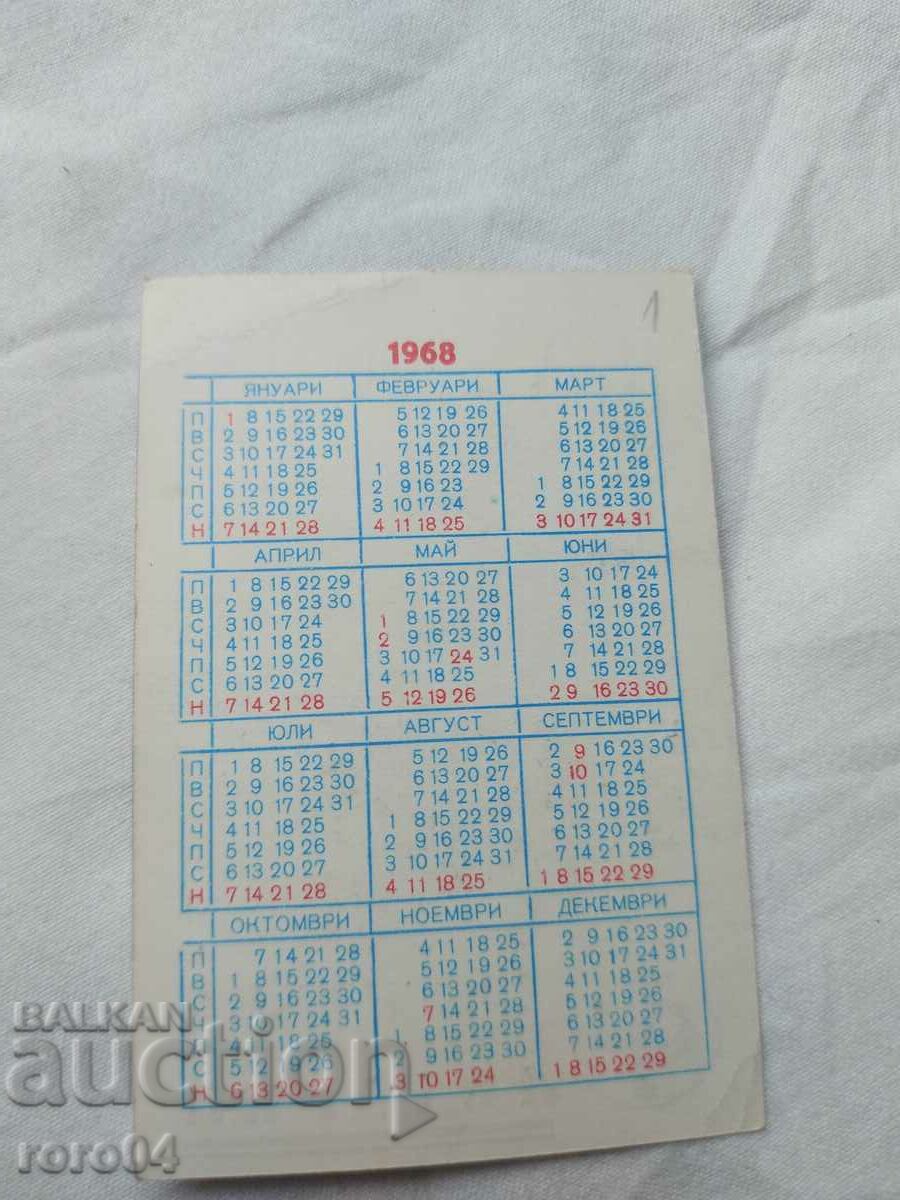 1
1968
ЯНУАРИ ФЕВРУАРИ МАРТ
П 1 8 15 22 29 5 12 19 26 4 11 18 25
В 2 9 16 23 30 6 13 20 27 5 12 19 26
С 3 10 17 24 31 7 14 21 28 6 13 20 27
Ч 4 11 18 25 1 8 15 22 29 7 14 21 28
П 5 12 19 26 2 9 16 23 1 8 15 22 29
С 6 13 20 27 3 10 17 24 2 9 16 23 30
Н 7 14 21 28 4 11 18 25 3 10 17 24 31
АПРИЛ МАЙ ЮНИ
П 1 8 15 22 29 6 13 20 27 3 10 17 24
В 2 9 16 23 30 7 14 21 28 4 11 18 25
С 3 10 17 24 1 8 15 22 29 5 12 19 26
Ч 4 11 18 25 2 9 16 23 30 6 13 20 27
П 5 12 19 26 3 10 17 24 31 7 14 21 28
С 6 13 20 27 4 11 18 25 1 8 15 22 29
Н 7 14 21 28 5 12 19 26 2 9 16 23 30
ЮЛИ АВГУСТ СЕПТЕМВРИ
П 1 8 15 22 29 5 12 19 26 2 9 16 23 30
В 2 9 16 23 30 6 13 20 27 3 10 17 24
С 3 10 17 24 31 7 14 21 28 4 11 18 25
Ч 4 11 18 25 1 8 15 22 29 5 12 19 26
П 5 12 19 26 2 9 16 23 30 6 13 20 27
С 6 13 20 27 3 10 17 24 31 7 14 21 28
Н 7 14 21 28 4 11 18 25 1 8 15 22 29
ОКТОМВРИ НОЕМВРИ ДЕКЕМВРИ
П 7 14 21 28 4 11 18 25 2 9 16 23 30
В 1 8 15 22 29 5 12 19 26 3 10 17 24 31
С 2 9 16 23 30 6 13 20 27 4 11 18 25
Ч 3 10 17 24 31 7 14 21 28 5 12 19 26
П 4 11 18 25 1 8 15 22 29 6 13 20 27
С 5 12 19 26 2 9 16 23 30 7 14 21 28
Н 6 13 20 27 3 10 17 24 1 8 15 22 29
BALKAN
auction
roro04